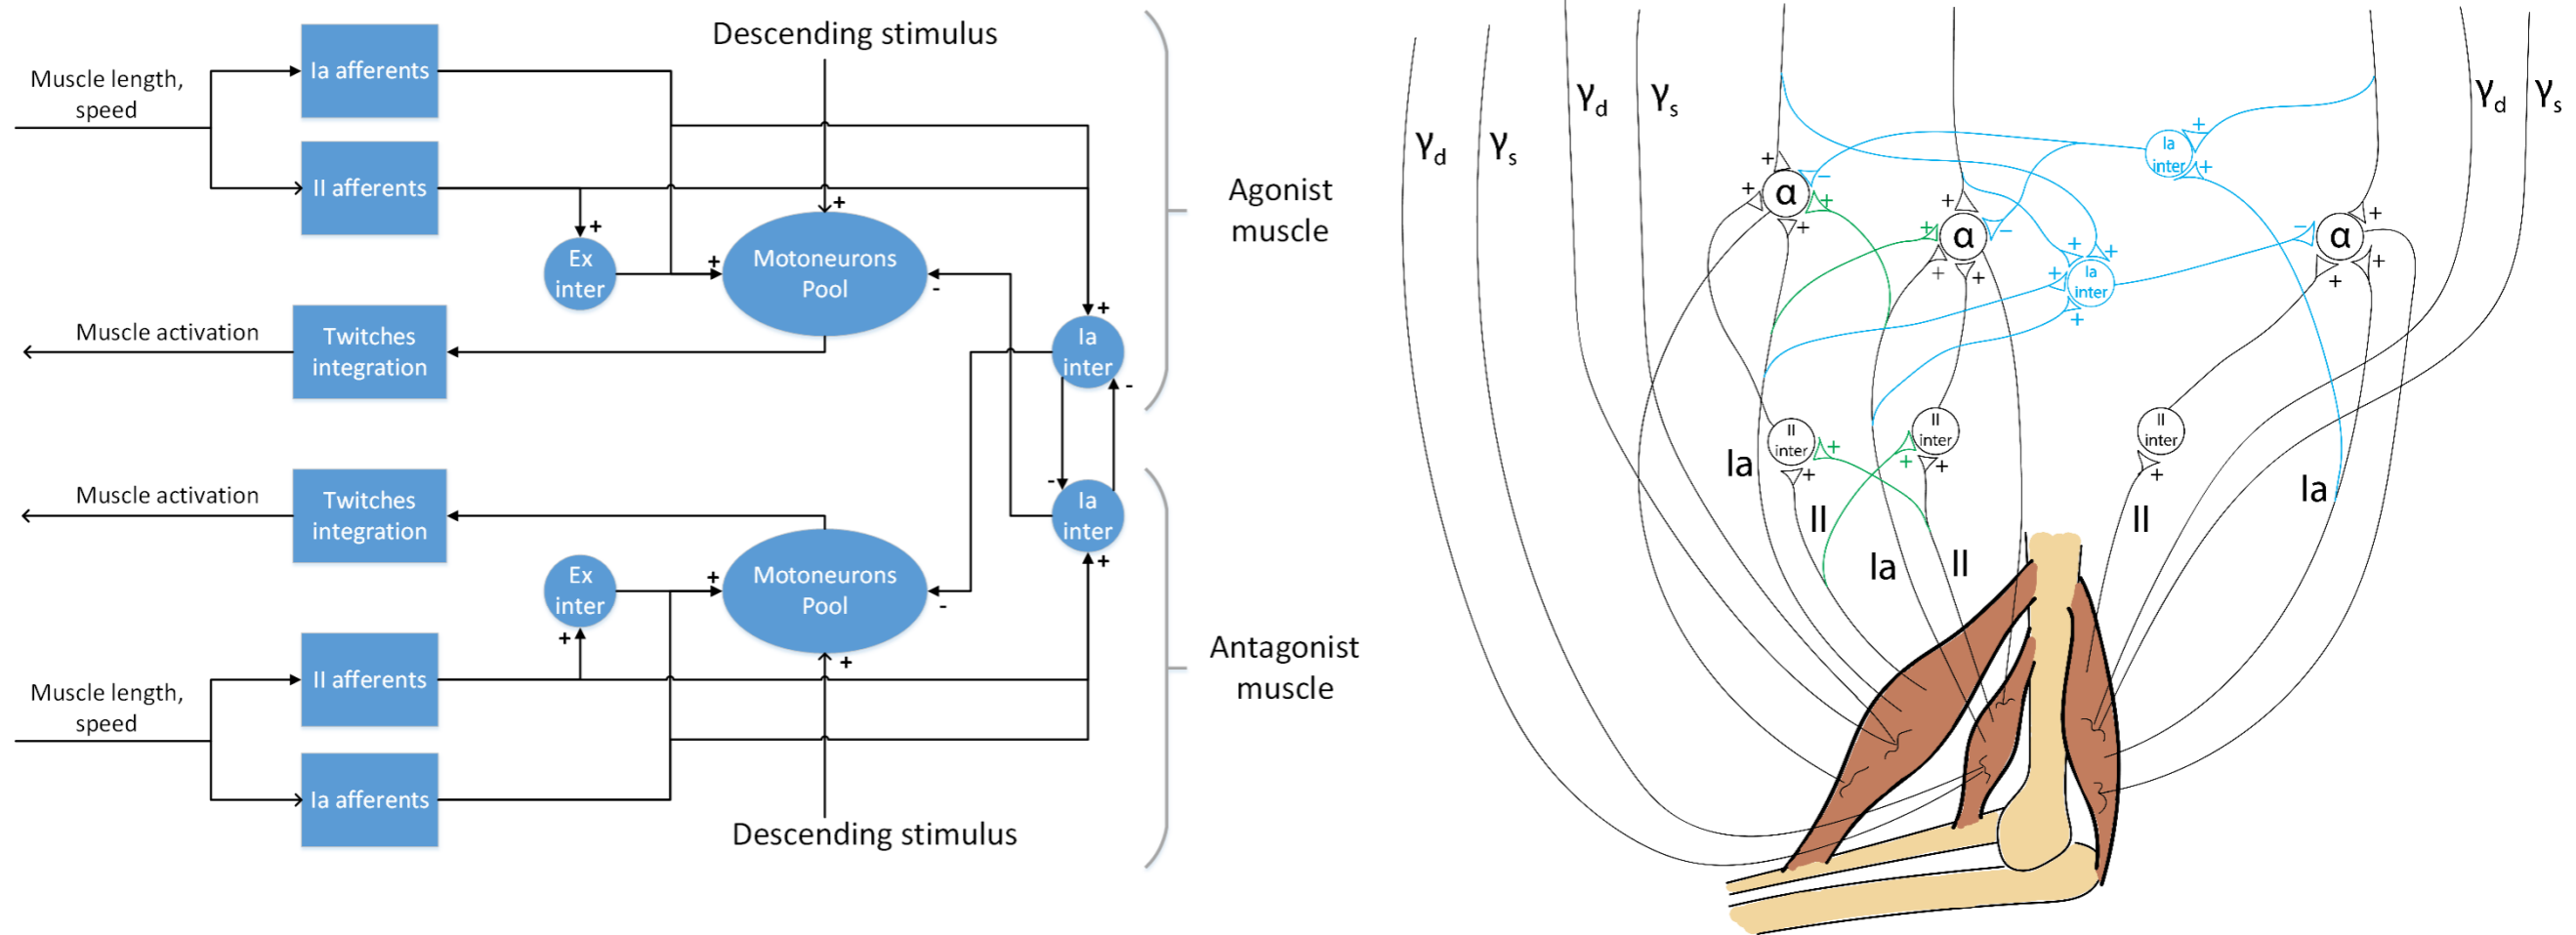 Descending stimulus
Muscle length,
speed
Ia afferents
II afferents
+
+
Ex
inter
+
Motoneurons
Pool
-
Agonist
muscle
Muscle activation
Twitches
integration
+
Ia
inter
-
Muscle activation
Twitches
integration
-
Ia
inter
+
Ex
inter
+
+
Motoneurons
Pool
-
+
Antagonist
muscle
Muscle length,
speed
II afferents
Ia afferents
Descending stimulus
γd
γs
γd
γs
γd
γs
+
+
α
-
+
+
+
+
α
-
+
+
+
Ia
inter
+
+
+
+
+
Ia
inter
+
-
α
+
+
+
II
inter
+
+
II
inter
+
+
II
inter
+
Ia
II
Ia
II
II
Ia